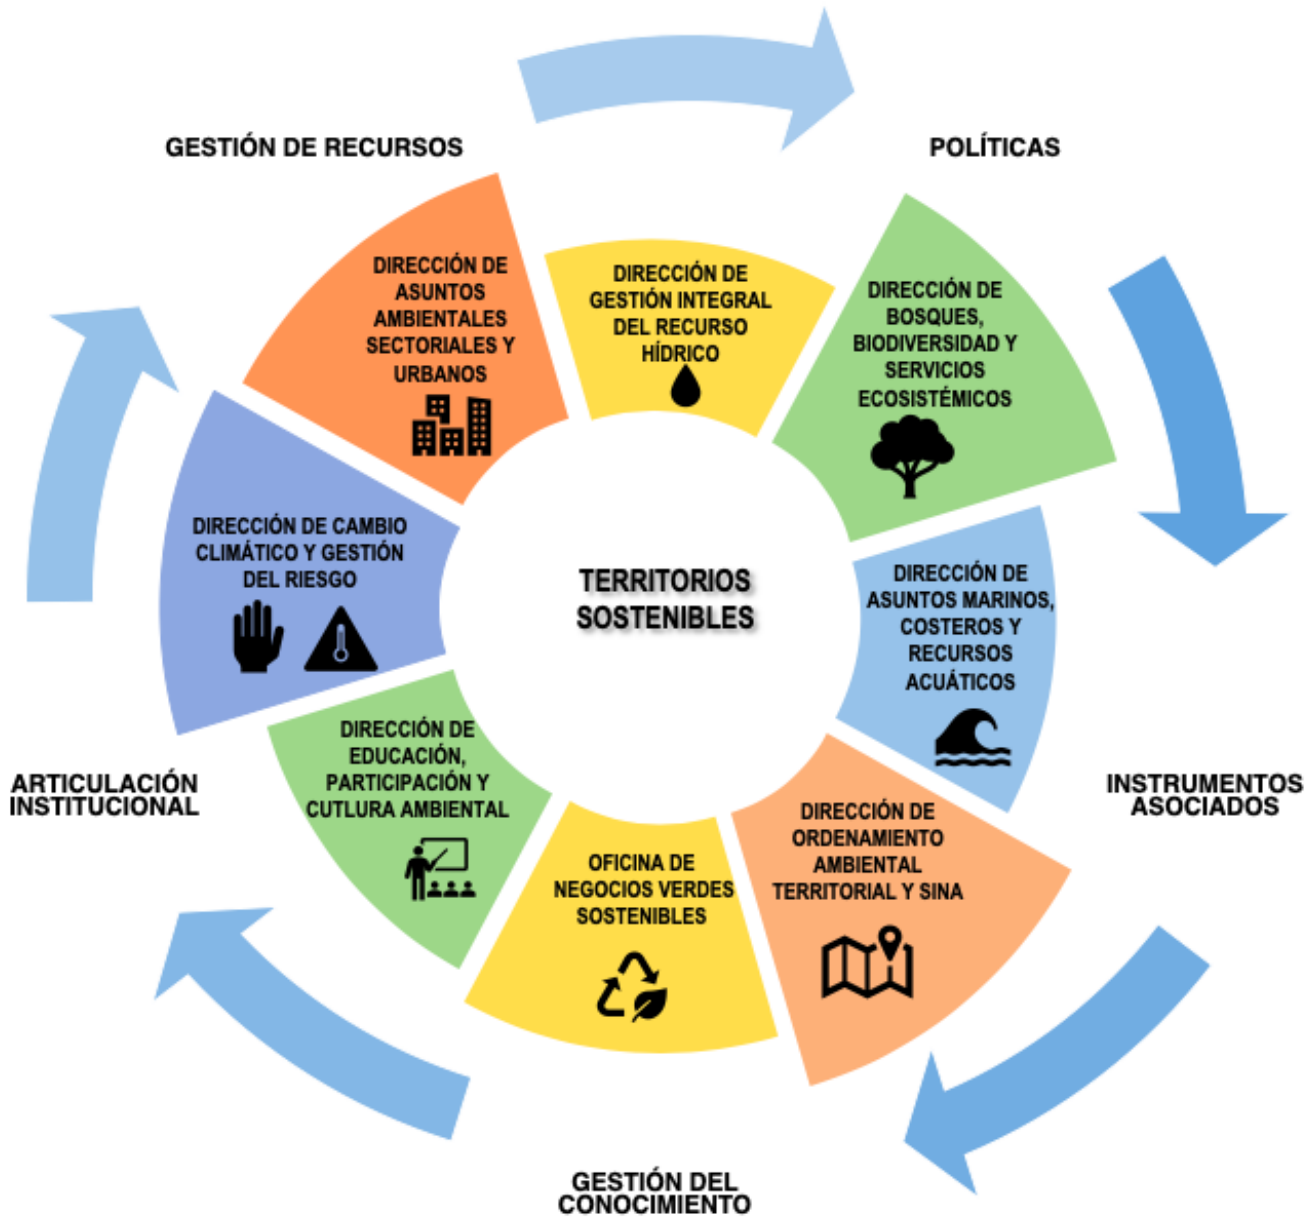 GESTIÓN DE RECURSOS
POLÍTICAS
DIRECCIÓN DE
ASUNTOS
AMBIENTALES
SECTORIALES Y
URBANOS
DIRECCIÓN DE
GESTIÓN INTEGRAL
DEL RECURSO
HÍDRICO
DIRECCIÓN DE
BOSQUES,
BIODIVERSIDAD Y
SERVICIOS
ECOSISTÉMICOS
DIRECCIÓN DE CAMBIO
CLIMÁTICO Y GESTIÓN
DEL RIESGO
TERRITORIOS
SOSTENIBLES
DIRECCIÓN DE
ASUNTOS MARINOS,
COSTEROS Y
RECURSOS
ACUÁTICOS
DIRECCIÓN DE
EDUCACIÓN,
PARTICIPACIÓN Y
CUTLURA AMBIENTAL
ARTICULACIÓN
INSTITUCIONAL
INSTRUMENTOS
ASOCIADOS
DIRECCIÓN DE
ORDENAMIENTO
AMBIENTAL
TERRITORIAL Y SINA
OFICINA DE
NEGOCIOS VERDES
SOSTENIBLES
GESTIÓN DEL
CONOCIMIENTO